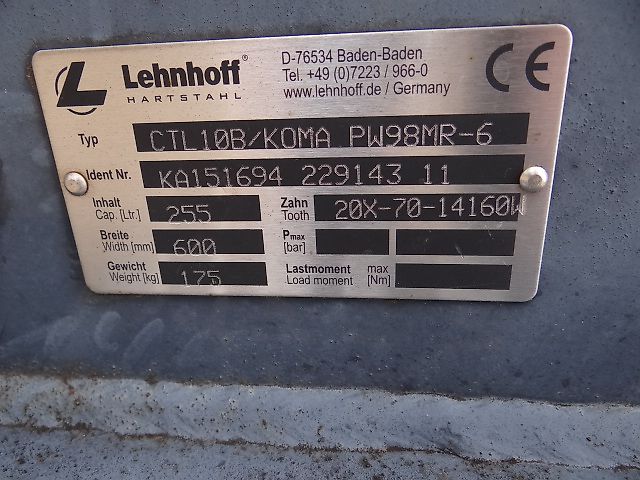 Lehnhoff®
HARTSTAHL
D-76534 Baden-Baden
Tel. +49 (0)7223 / 966-0
www.lehnhoff.de / Germany
CE
Typ CTL10B/KOMA PW98MR-6
Ident Nr. KA151694 229143 11
Inhalt
Cap. [Ltr.] 255
Zahn
Tooth 20X-70-14160W
Breite
Width [mm] 600
Pmax
[bar]
Gewicht
Weight [kg] 175
Lastmoment max
Load moment [Nm]